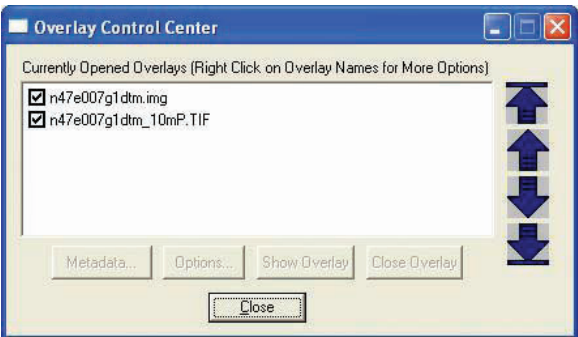 Overlay Control Center
Currently Opened Overlays (Right Click on Overlay Names for More Options)
n47e007g1dtm.img
n47e007g1dtm_10mP.TIF
Metadata... Options... Show Overlay Close Overlay
Close